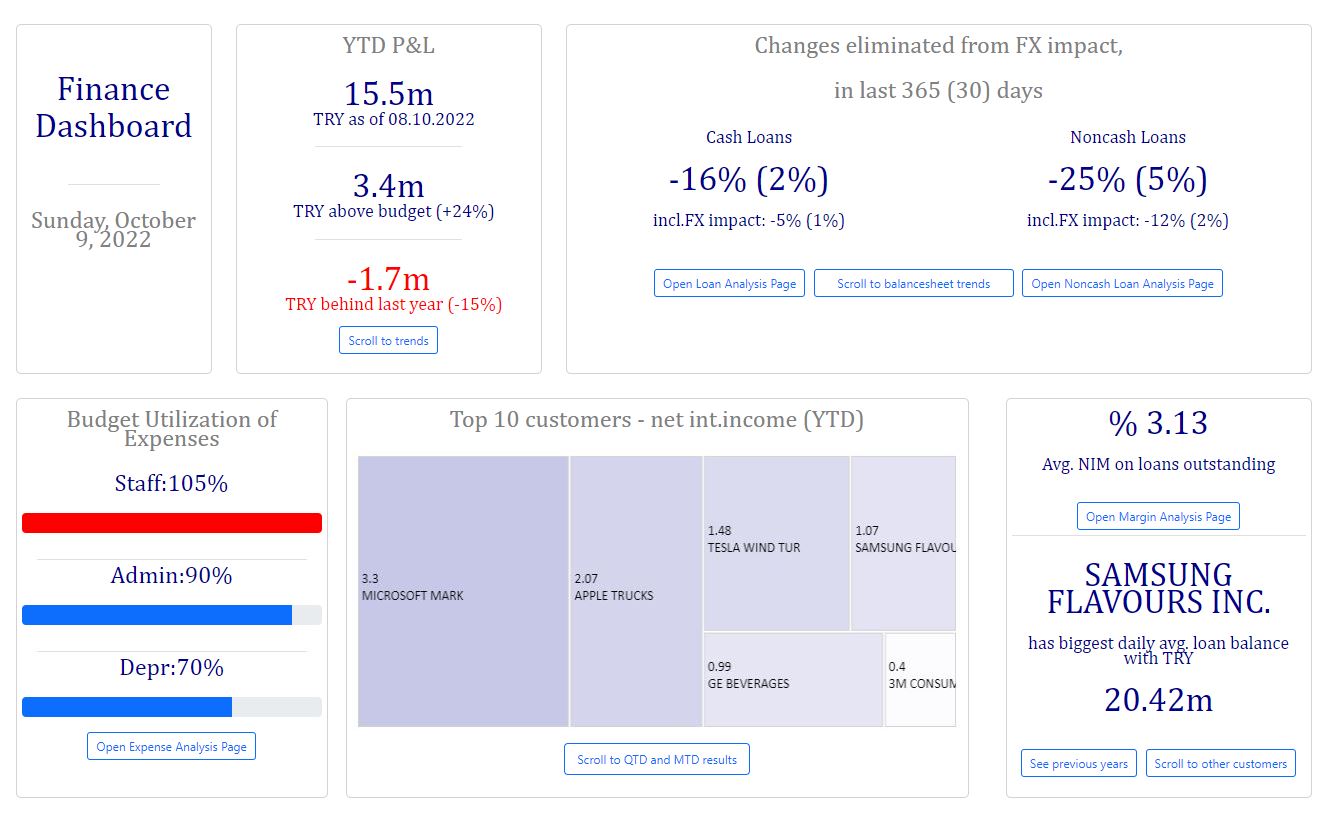 Finance
Dashboard
Sunday, October
9, 2022
YTD P&L
15.5m
TRY as of 08.10.2022
3.4m
TRY above budget (+24%)
-1.7m
TRY behind last year (-15%)
Scroll to trends
Changes eliminated from FX impact,
in last 365 (30) days
Cash Loans
-16% (2%)
incl.FX impact: -5% (1%)
Noncash Loans
-25% (5%)
incl.FX impact: -12% (2%)
Open Loan Analysis Page
Scroll to balancesheet trends
Open Noncash Loan Analysis Page
Budget Utilization of
Expenses
Staff:105%
Admin:90%
Depr:70%
Open Expense Analysis Page
Top 10 customers - net int.income (YTD)
3.3
MICROSOFT MARK
2.07
APPLE TRUCKS
1.48
TESLA WIND TUR
1.07
SAMSUNG FLAVOU
0.99
GE BEVERAGES
0.4
3M CONSUM
Scroll to QTD and MTD results
% 3.13
Avg. NIM on loans outstanding
Open Margin Analysis Page
SAMSUNG
FLAVOURS INC.
has biggest daily avg. loan balance
with TRY
20.42m
See previous years
Scroll to other customers